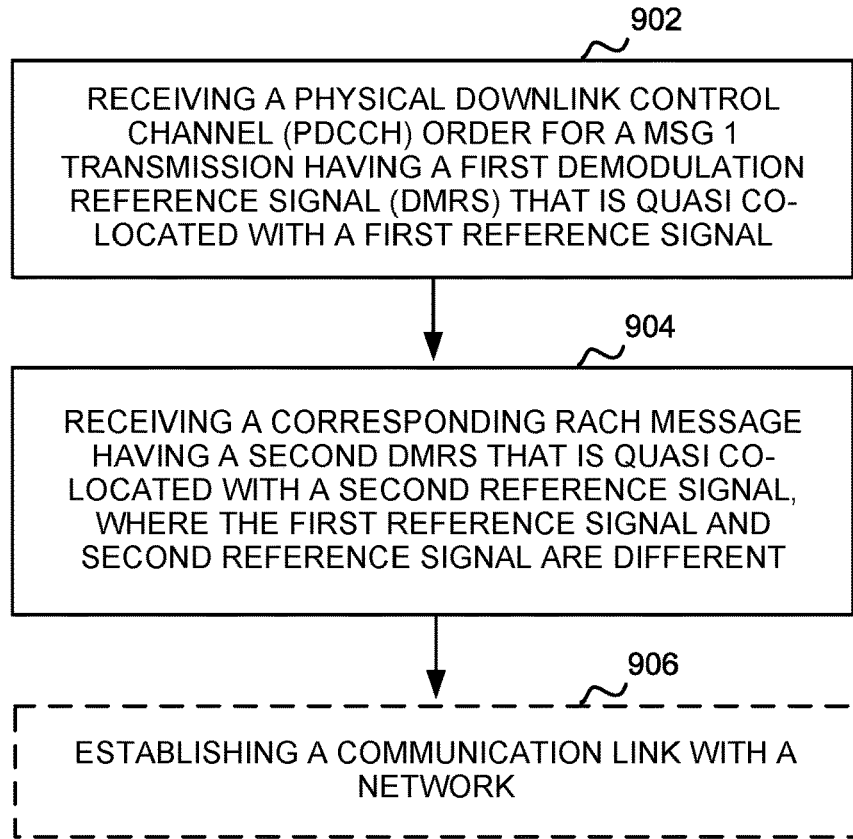 902
RECEIVING A PHYSICAL DOWNLINK CONTROL
CHANNEL (PDCCH) ORDER FOR A MSG 1
TRANSMISSION HAVING A FIRST DEMODULATION
REFERENCE SIGNAL (DMRS) THAT IS QUASI CO-
LOCATED WITH A FIRST REFERENCE SIGNAL
904
RECEIVING A CORRESPONDING RACH MESSAGE
HAVING A SECOND DMRS THAT IS QUASI CO-
LOCATED WITH A SECOND REFERENCE SIGNAL,
WHERE THE FIRST REFERENCE SIGNAL AND
SECOND REFERENCE SIGNAL ARE DIFFERENT
906
ESTABLISHING A COMMUNICATION LINK WITH A
NETWORK